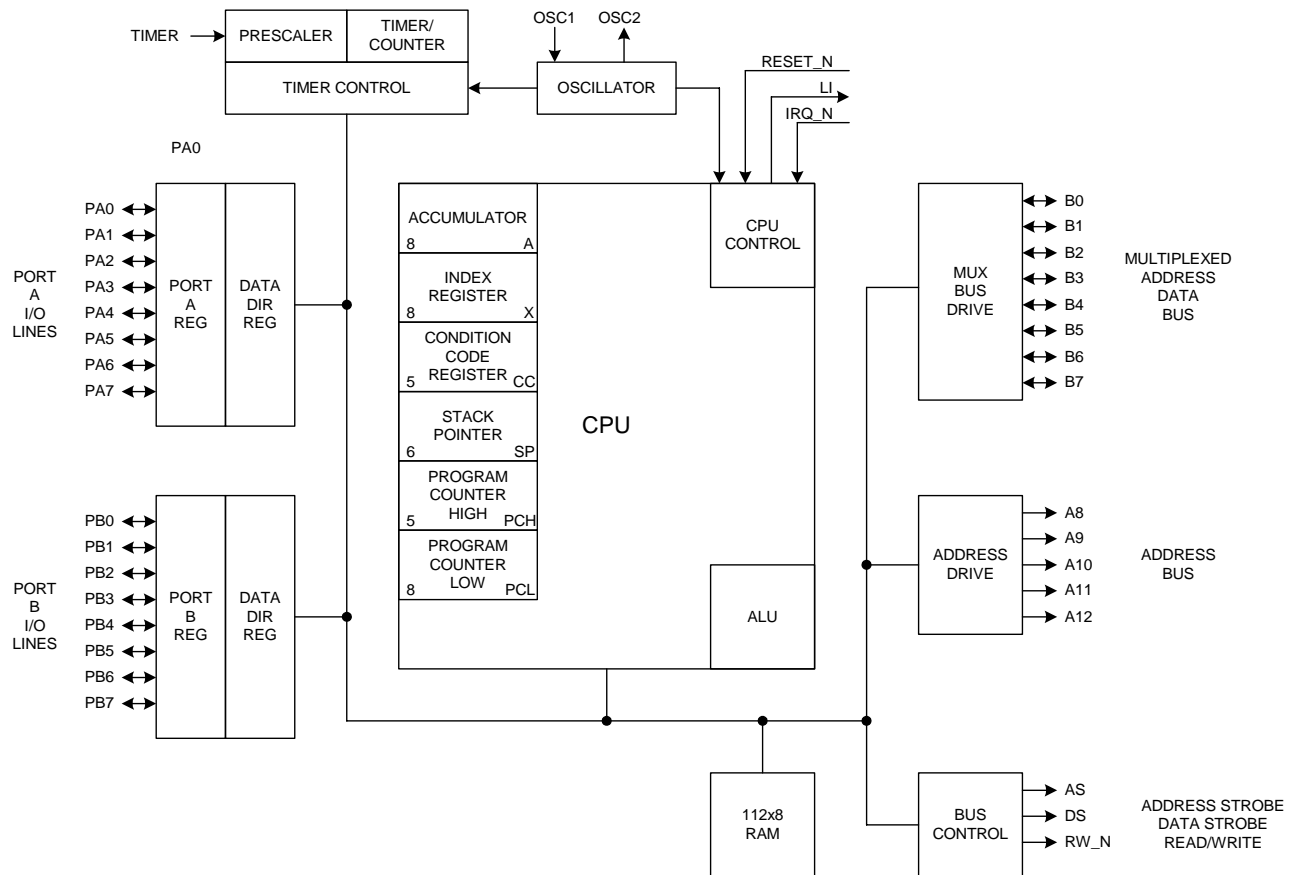 TIMER
PRESCALER
TIMER/
COUNTER
TIMER CONTROL
OSC1
OSC2
OSCILLATOR
RESET_N
LI
IRQ_N
PA0
PORT
A
I/O
LINES
PA0
PA1
PA2
PA3
PA4
PA5
PA6
PA7
PORT
A
REG
DATA
DIR
REG
ACCUMULATOR
8 A
INDEX
REGISTER
8 X
CONDITION
CODE
REGISTER
5 CC
STACK
POINTER
6 SP
PROGRAM
COUNTER
HIGH
5 PCH
PROGRAM
COUNTER
LOW
8 PCL
CPU
CPU
CONTROL
ALU
MUX
BUS
DRIVE
B0
B1
B2
B3
B4
B5
B6
B7
MULTIPLEXED
ADDRESS
DATA
BUS
PORT
B
I/O
LINES
PB0
PB1
PB2
PB3
PB4
PB5
PB6
PB7
PORT
B
REG
DATA
DIR
REG
ADDRESS
DRIVE
A8
A9
A10
A11
A12
ADDRESS
BUS
112x8
RAM
BUS
CONTROL
AS
DS
RW_N
ADDRESS STROBE
DATA STROBE
READ/WRITE